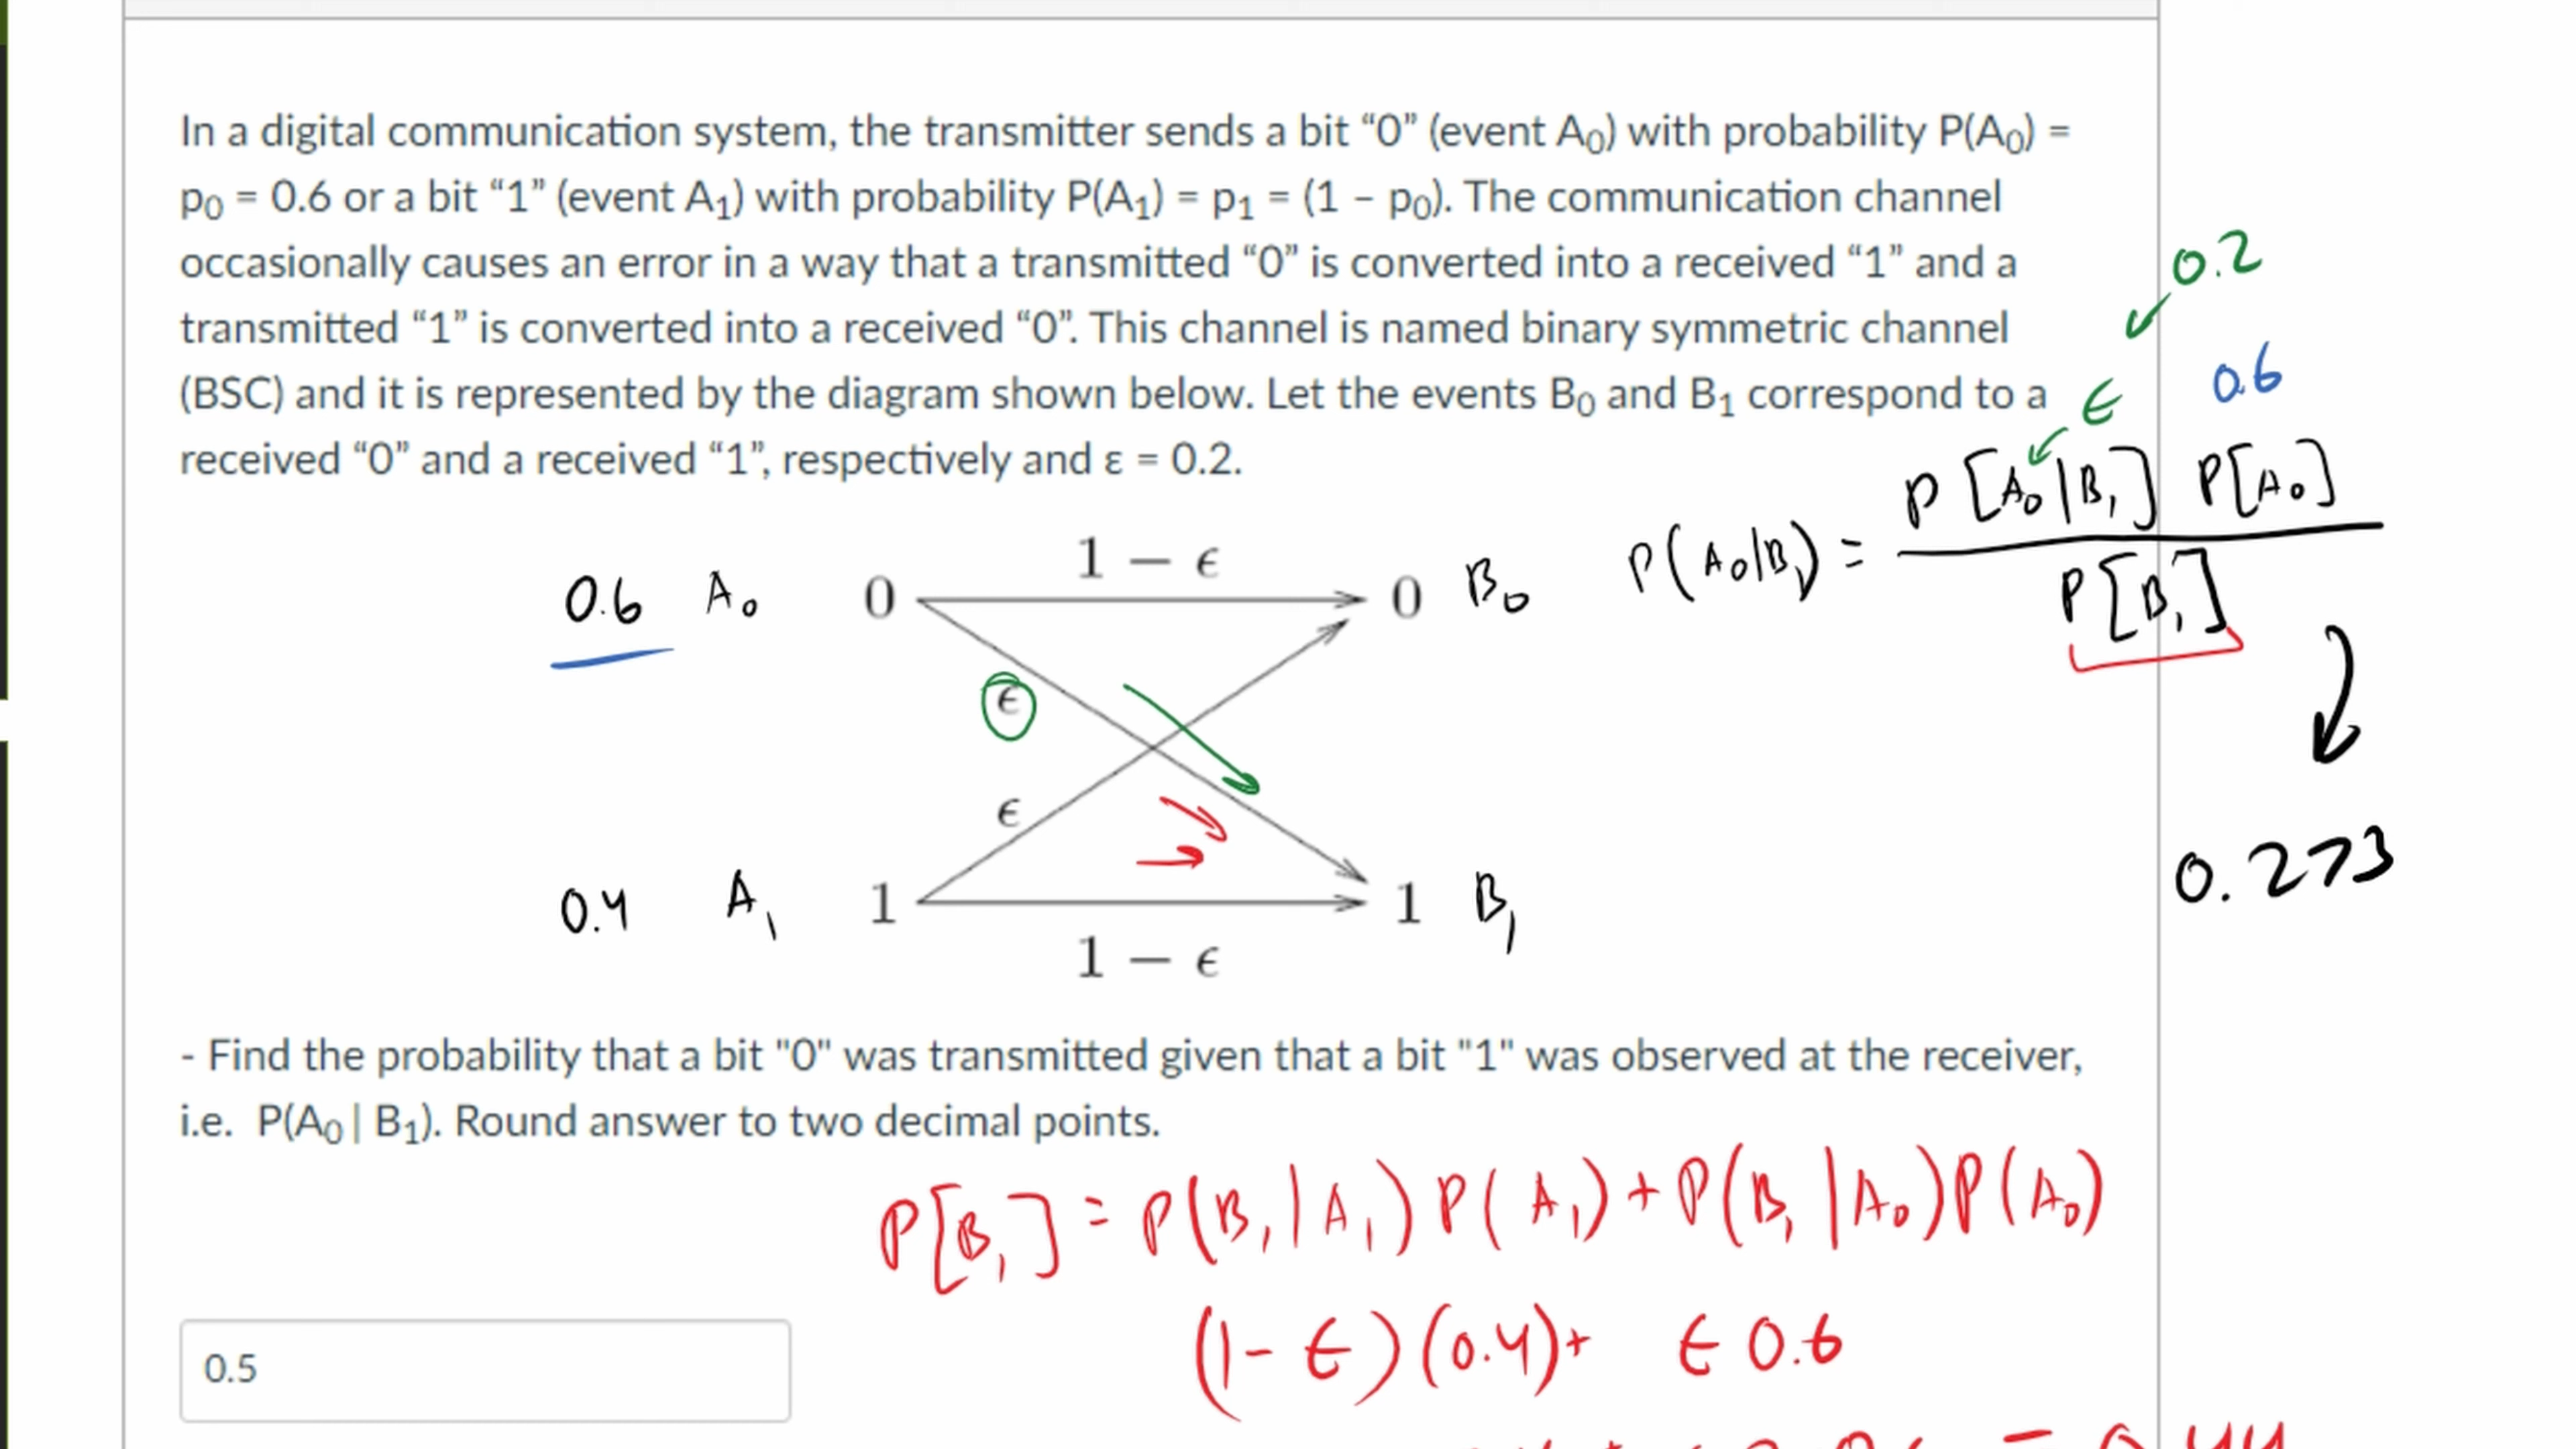 In a digital communication system, the transmitter sends a bit “0” (event A₀) with probability P(A₀) =
p₀ = 0.6 or a bit “1” (event A₁) with probability P(A₁) = p₁ = (1 – p₀). The communication channel
occasionally causes an error in a way that a transmitted “0” is converted into a received “1” and a
transmitted “1” is converted into a received “0”. This channel is named binary symmetric channel
(BSC) and it is represented by the diagram shown below. Let the events B₀ and B₁ correspond to a
received “0” and a received “1”, respectively and ε = 0.2.
0.2
ϵ 0.6
P[A₀|B₁] P[A₀]
P(A₀|B₁) =
P[B₁]
0.273
1 − ϵ
0.6 A₀ 0 0 B₀
ϵ
ϵ
0.4 A₁ 1 1 B₁
1 − ϵ
- Find the probability that a bit "0" was transmitted given that a bit "1" was observed at the receiver,
i.e. P(A₀| B₁). Round answer to two decimal points.
P[B₁] = P(B₁|A₁)P(A₁)+P(B₁|A₀)P(A₀)
(1-ϵ)(0.4)+ ϵ 0.6
0.5